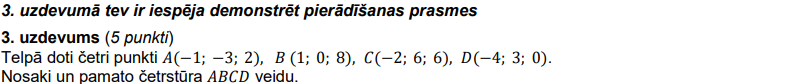 3. uzdevumā tev ir iespēja demonstrēt pierādīšanas prasmes
3. uzdevums (5 punkti)
Telpā doti četri punkti A(−1; −3; 2), B (1; 0; 8), C(−2; 6; 6), D(−4; 3; 0).
Nosaki un pamato četrstūra ABCD veidu.